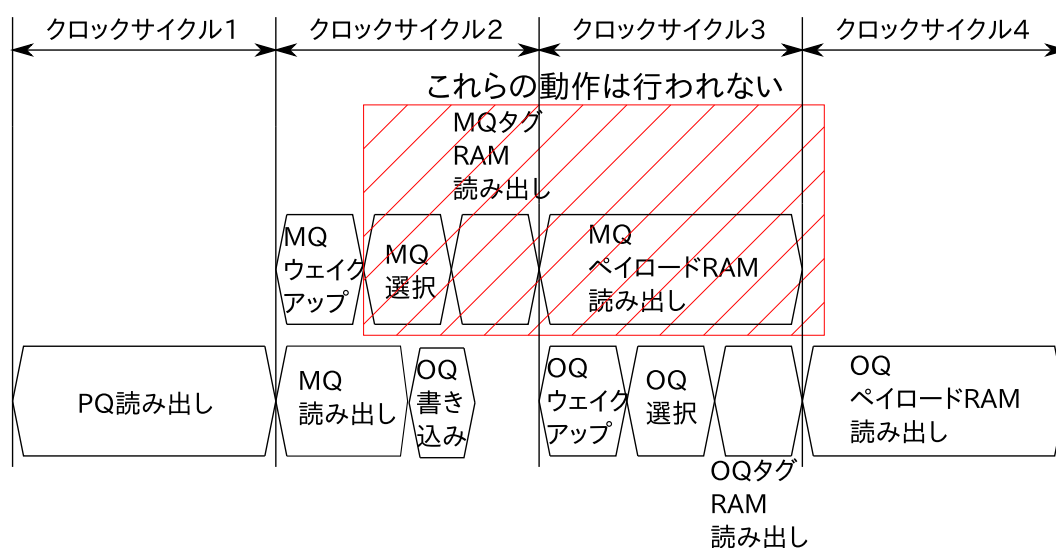 クロックサイクル1
クロックサイクル2
クロックサイクル3
クロックサイクル4
これらの動作は行われない
MQタグ
RAM
読み出し
MQ
ウェイク
アップ
MQ
選択
MQ
ペイロードRAM
読み出し
PQ読み出し
MQ
読み出し
OQ
書き
込み
OQ
ウェイク
アップ
OQ
選択
OQ
ペイロードRAM
読み出し
OQタグ
RAM
読み出し